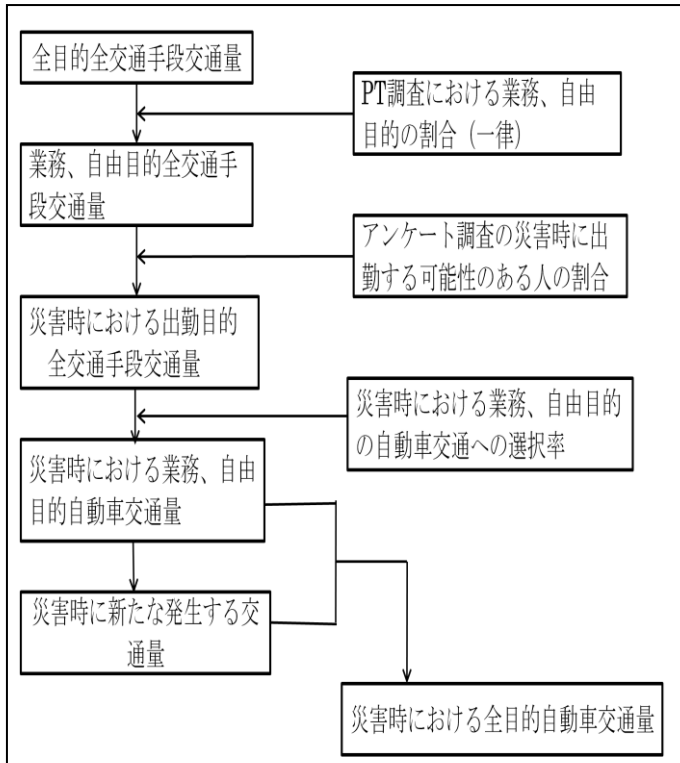 全目的全交通手段交通量
PT調査における業務、自由
目的の割合（一律）
業務、自由目的全交通手
段交通量
アンケート調査の災害時に出
勤する可能性のある人の割合
災害時における出勤目的
全交通手段交通量
災害時における業務、自由目的
の自動車交通への選択率
災害時における業務、自由
目的自動車交通量
災害時に新たな発生する交
通量
災害時における全目的自動車交通量